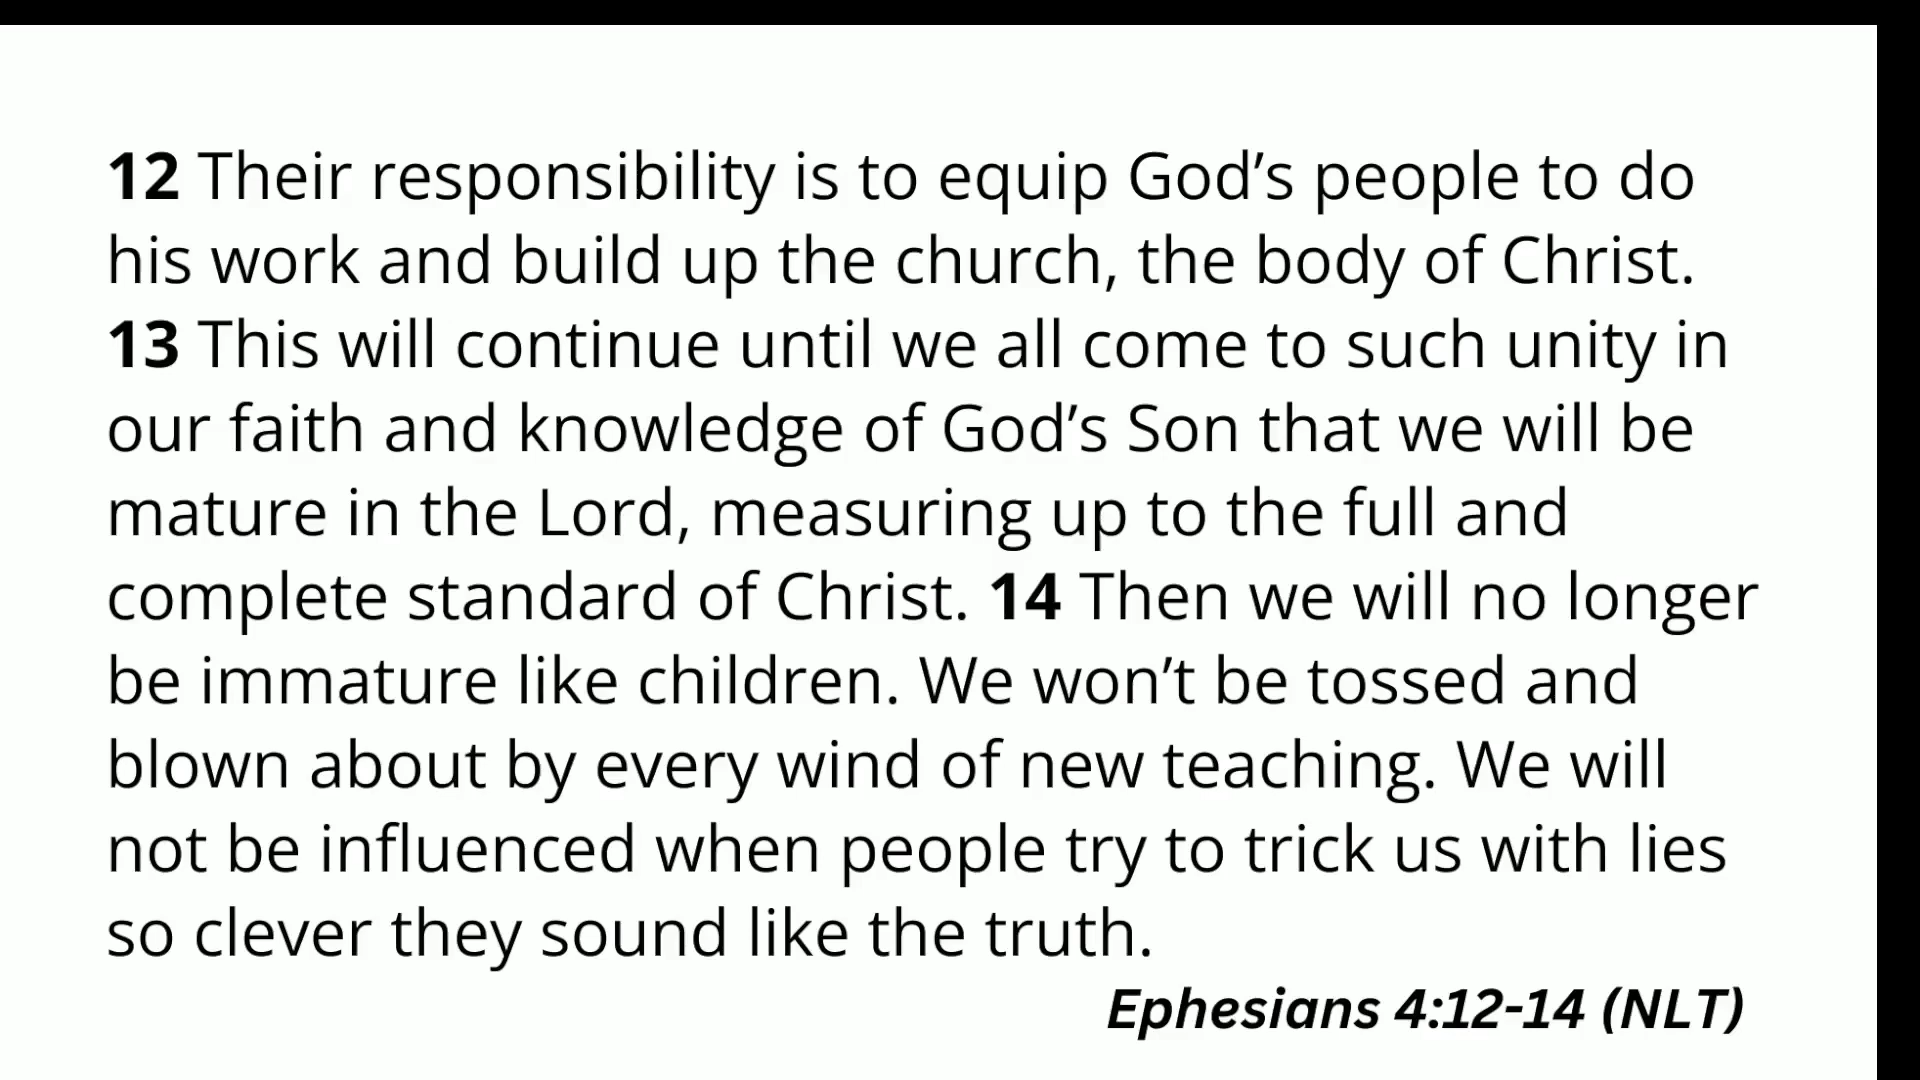 12 Their responsibility is to equip God’s people to do
his work and build up the church, the body of Christ.
13 This will continue until we all come to such unity in
our faith and knowledge of God’s Son that we will be
mature in the Lord, measuring up to the full and
complete standard of Christ. 14 Then we will no longer
be immature like children. We won’t be tossed and
blown about by every wind of new teaching. We will
not be influenced when people try to trick us with lies
so clever they sound like the truth.
Ephesians 4:12-14 (NLT)